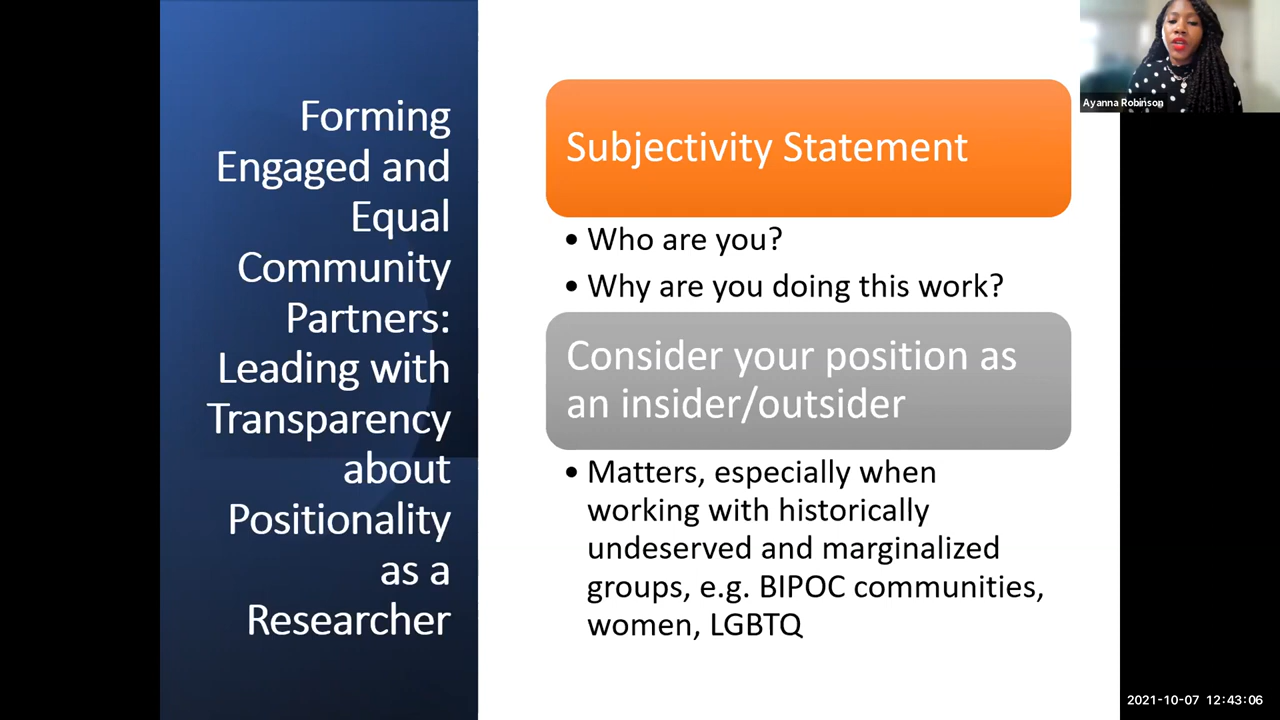 Forming
Engaged and
Equal
Community
Partners:
Leading with
Transparency
about
Positionality
as a
Researcher
Subjectivity Statement
• Who are you?
• Why are you doing this work?
Consider your position as
an insider/outsider
• Matters, especially when
working with historically
undeserved and marginalized
groups, e.g. BIPOC communities,
women, LGBTQ
Ayanna Robinson
2021-10-07 12:43:06